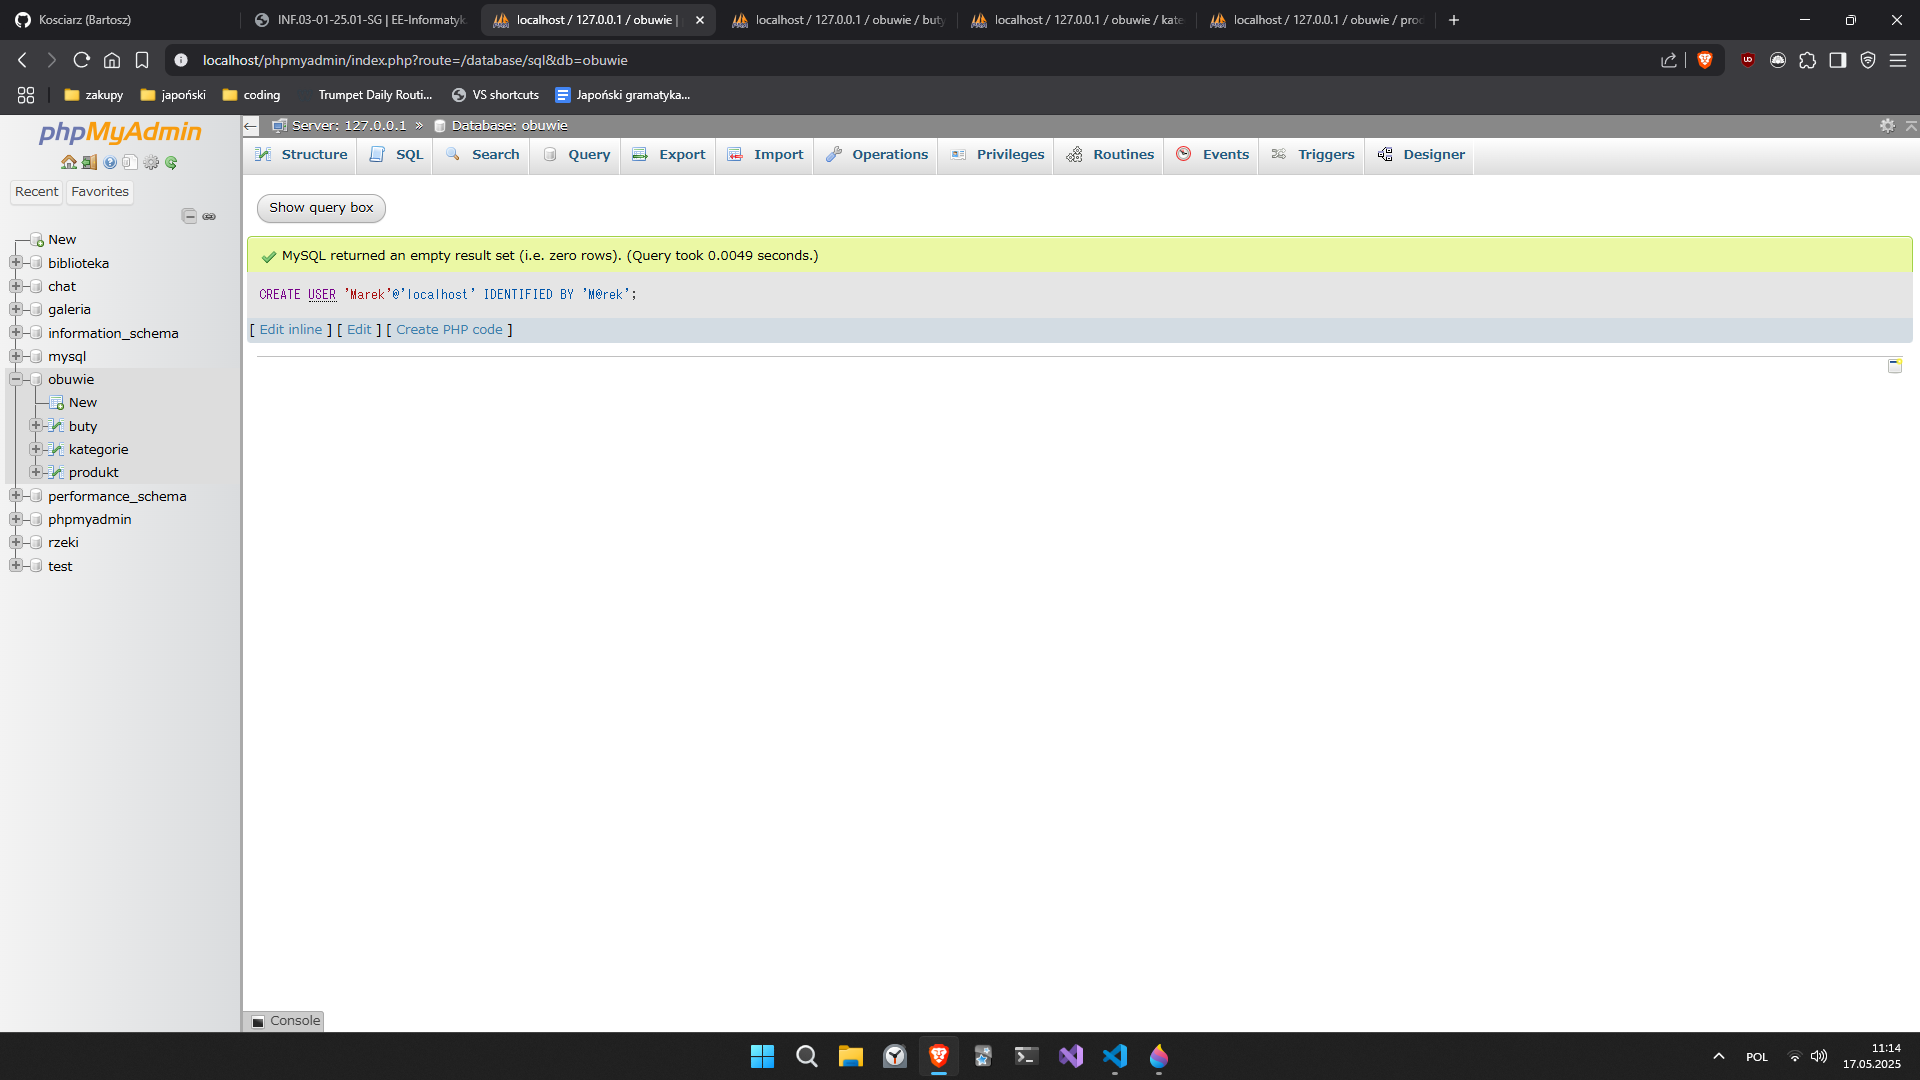 Kosciarz (Bartosz)
INF.03-01-25.01-SG | EE-Informatyk
localhost / 127.0.0.1 / obuwie |
localhost / 127.0.0.1 / obuwie / buty
localhost / 127.0.0.1 / obuwie / kate
localhost / 127.0.0.1 / obuwie / prod
localhost/phpmyadmin/index.php?route=/database/sql&db=obuwie
zakupy
japoński
coding
Trumpet Daily Routi...
VS shortcuts
Japoński gramatyka...
phpMyAdmin
Recent
Favorites
New
biblioteka
chat
galeria
information_schema
mysql
obuwie
New
buty
kategorie
produkt
performance_schema
phpmyadmin
rzeki
test
Server: 127.0.0.1 » Database: obuwie
Structure
SQL
Search
Query
Export
Import
Operations
Privileges
Routines
Events
Triggers
Designer
Show query box
MySQL returned an empty result set (i.e. zero rows). (Query took 0.0049 seconds.)
CREATE USER 'Marek'@'localhost' IDENTIFIED BY 'M@rek';
[ Edit inline ] [ Edit ] [ Create PHP code ]
Console
POL
11:14
17.05.2025